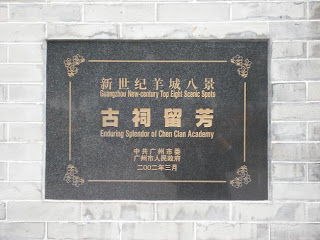 新世纪羊城八景
Guangzhou New-century Top Eight Scenic Spots
古祠留芳
Enduring Splendor of Chen Clan Academy
中共广州市委
广州市人民政府
二○○二年三月